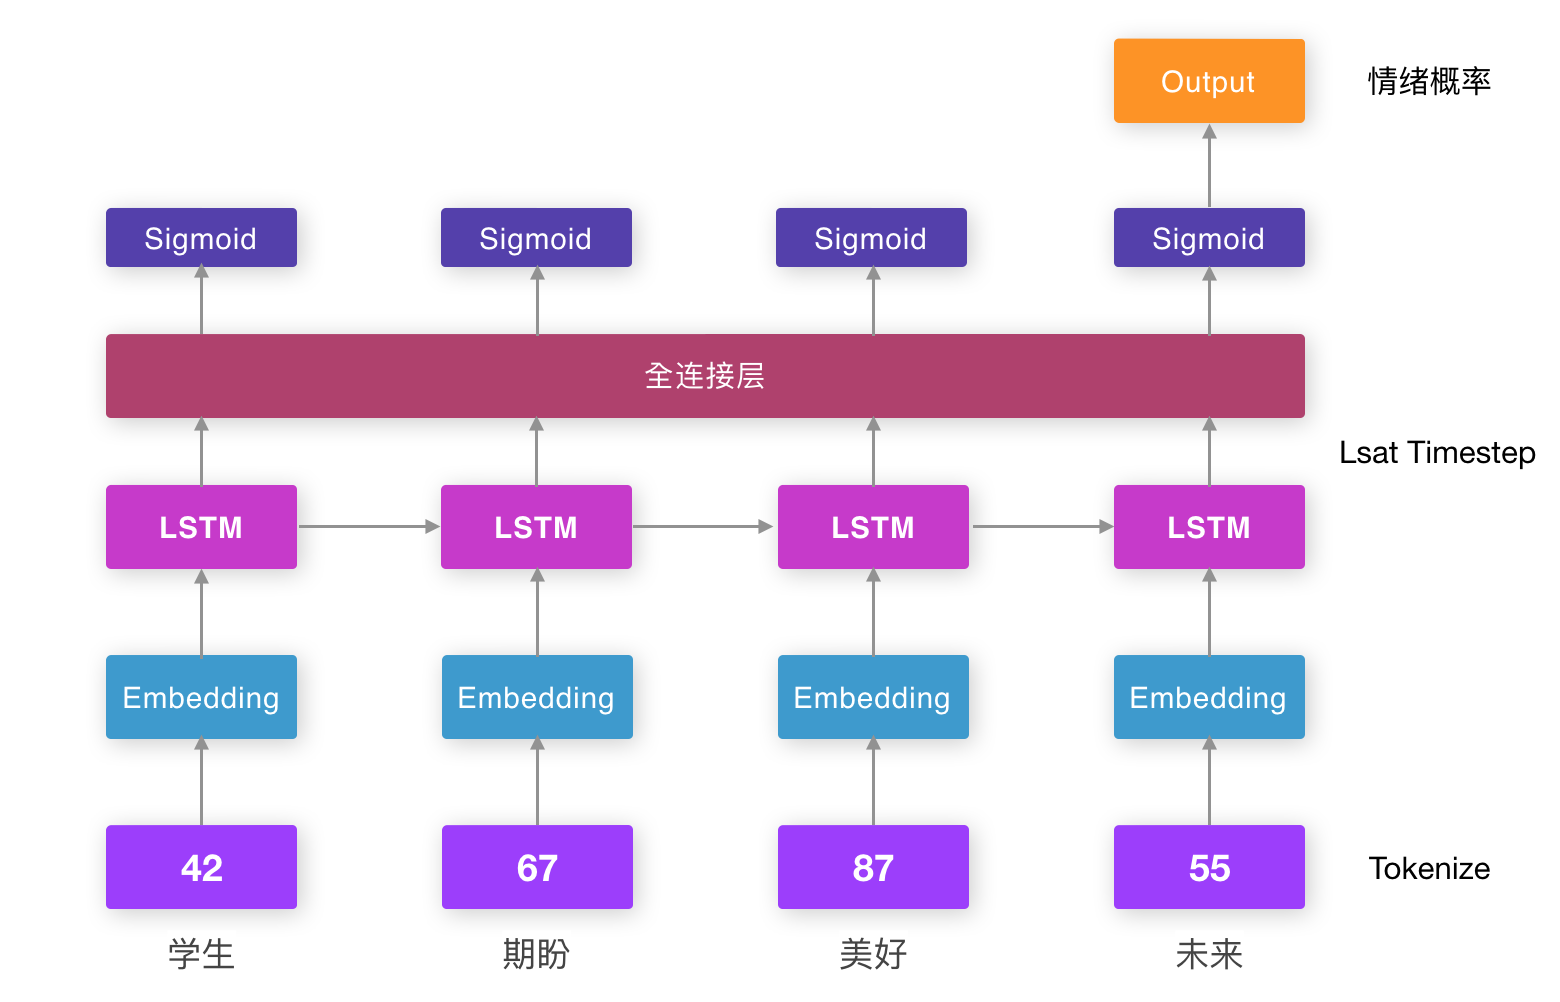 Output
情绪概率
Sigmoid
Sigmoid
Sigmoid
Sigmoid
全连接层
Lsat Timestep
LSTM
LSTM
LSTM
LSTM
Embedding
Embedding
Embedding
Embedding
42
67
87
55
Tokenize
学生
期盼
美好
未来